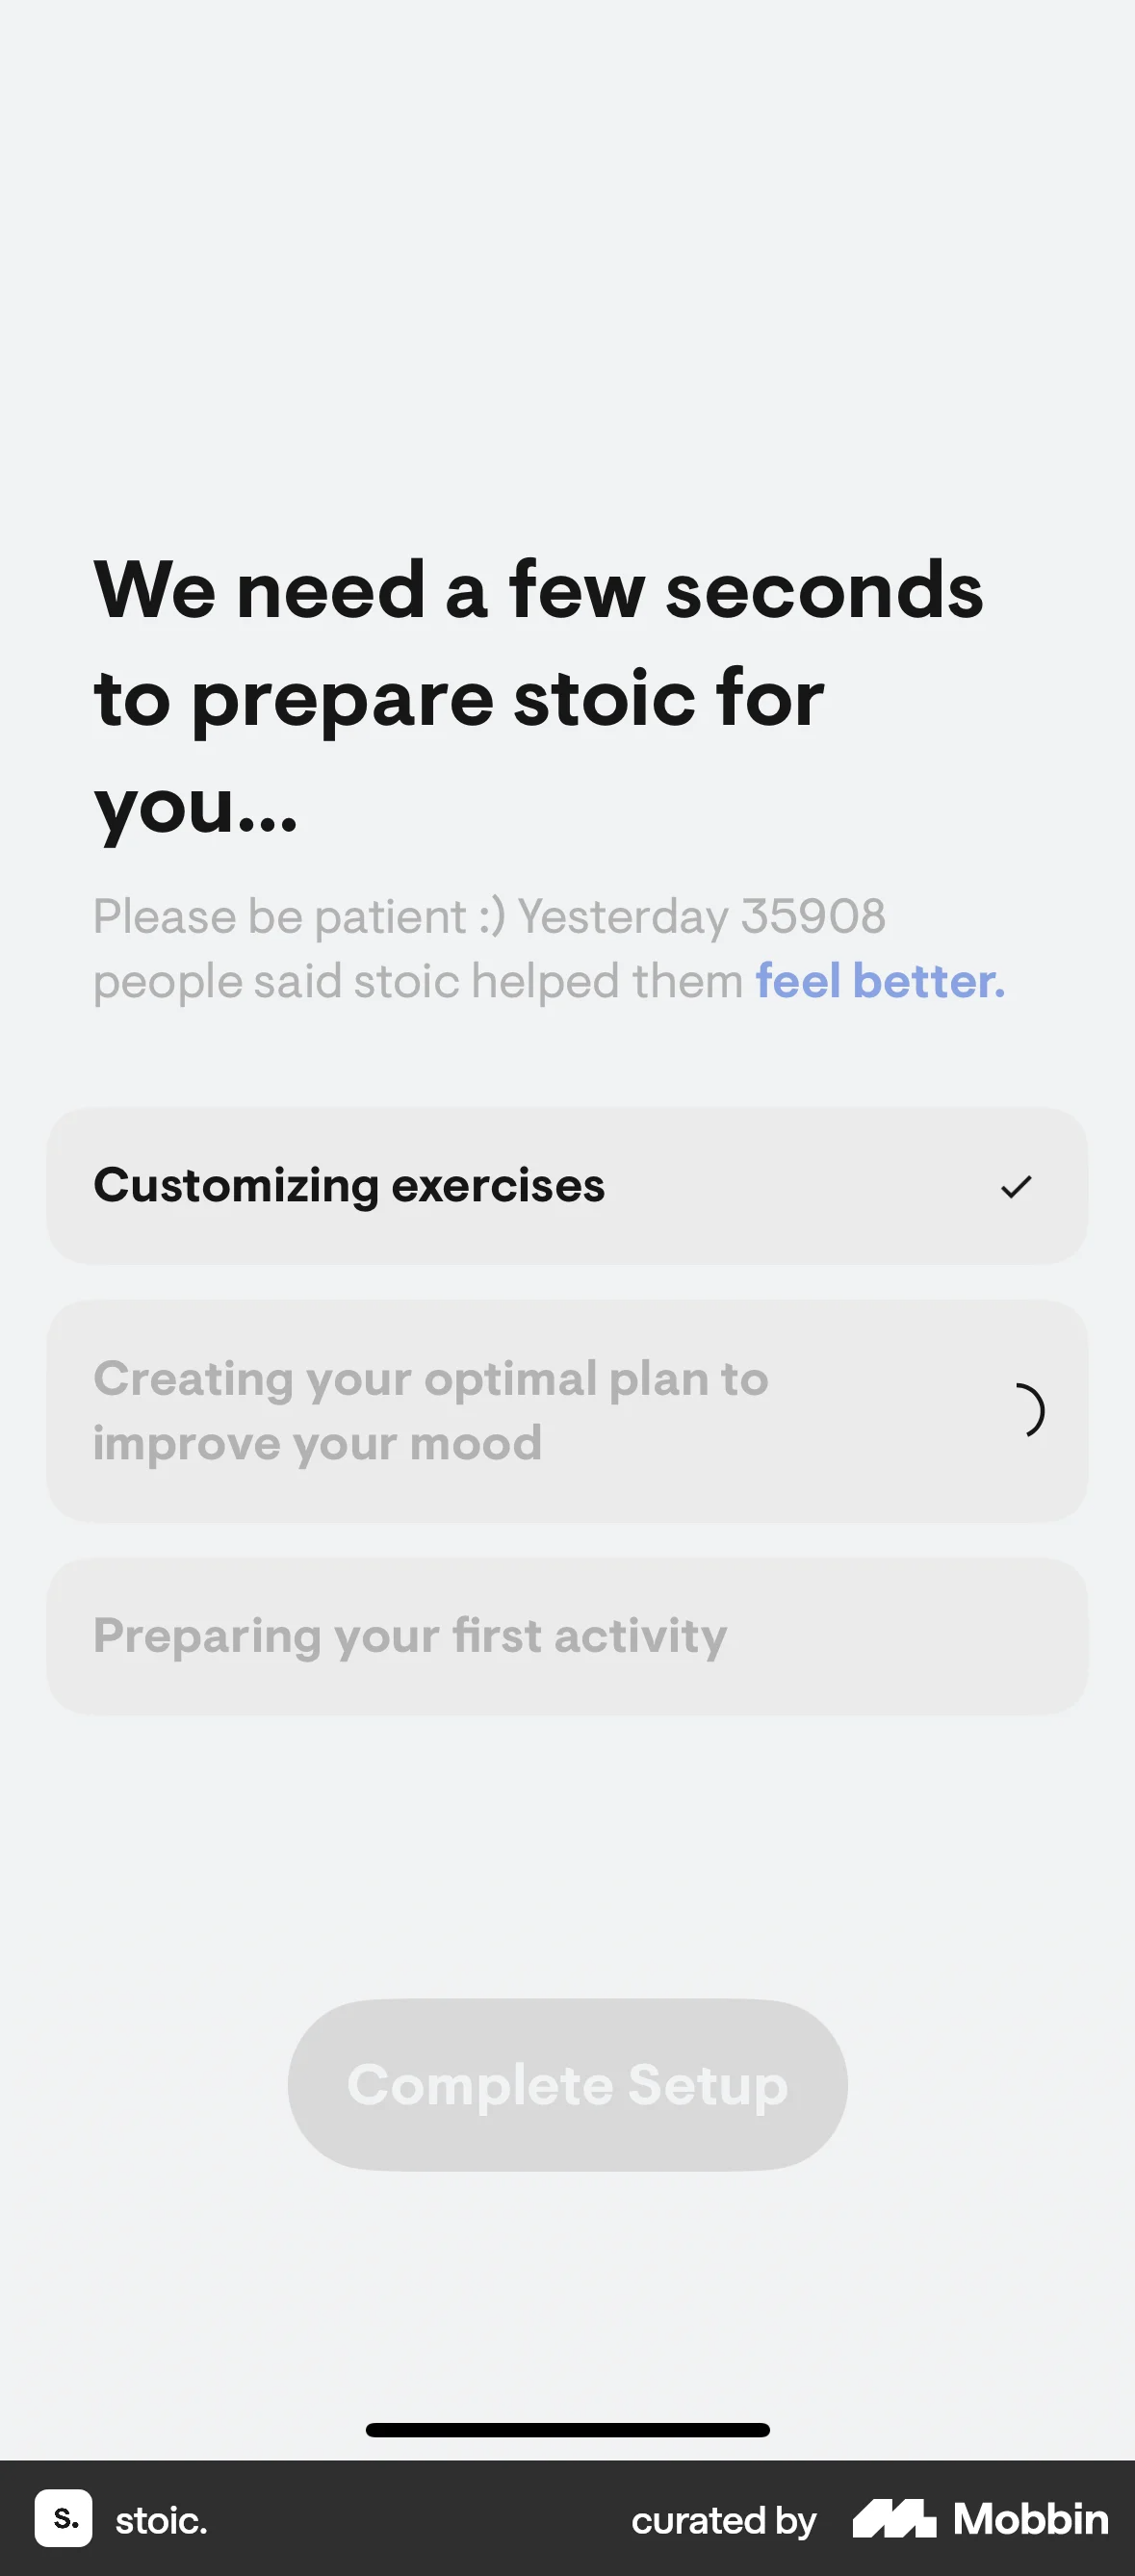 We need a few seconds
to prepare stoic for
you...
Please be patient :) Yesterday 35908
people said stoic helped them feel better.
Customizing exercises
Creating your optimal plan to
improve your mood
Preparing your first activity
Complete Setup
s. stoic. curated by Mobbin